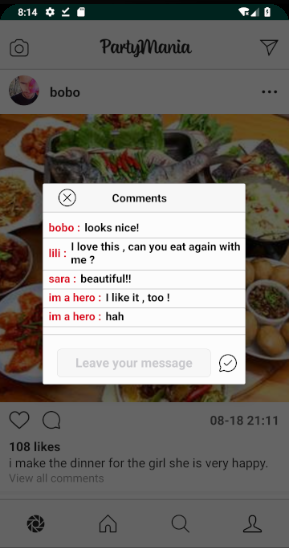 8:14
PartyMania
bobo
Comments
bobo : looks nice!
lili : I love this , can you eat again with
me ?
sara : beautiful!!
im a hero : I like it , too !
im a hero : hah
Leave your message
08-18 21:11
108 likes
i make the dinner for the girl she is very happy.
View all comments